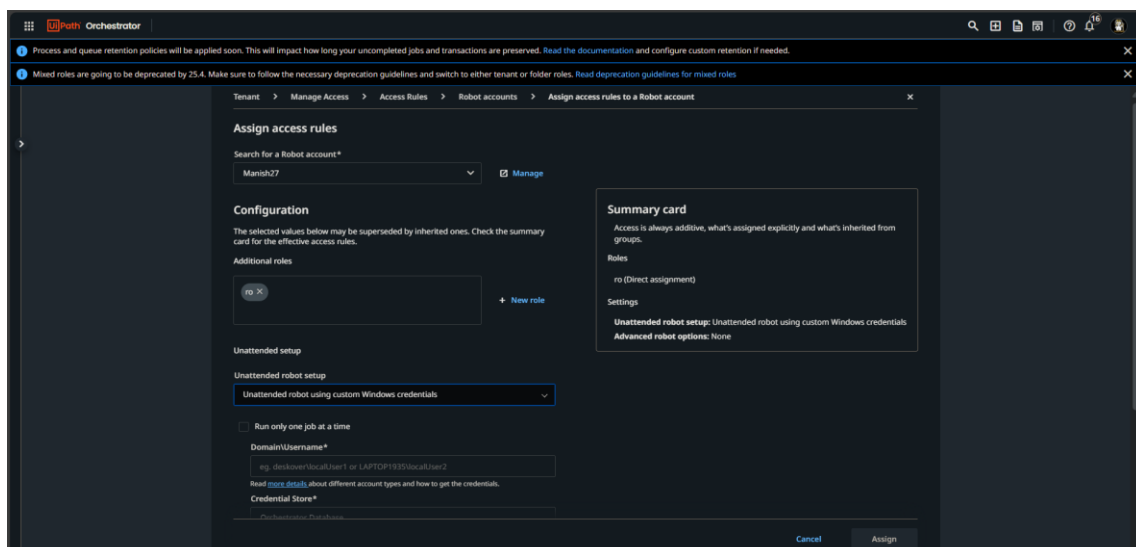 UiPath Orchestrator
16
Process and queue retention policies will be applied soon. This will impact how long your uncompleted jobs and transactions are preserved. Read the documentation and configure custom retention if needed.
Mixed roles are going to be deprecated by 25.4. Make sure to follow the necessary deprecation guidelines and switch to either tenant or folder roles. Read deprecation guidelines for mixed roles
Tenant > Manage Access > Access Rules > Robot accounts > Assign access rules to a Robot account
Assign access rules
Search for a Robot account*
Manish27
Manage
Configuration
The selected values below may be superseded by inherited ones. Check the summary
card for the effective access rules.
Additional roles
ro
+ New role
Unattended setup
Unattended robot setup
Unattended robot using custom Windows credentials
Run only one job at a time
Domain\Username*
eg. deskover\localUser1 or LAPTOP1935\localUser2
Read more details about different account types and how to get the credentials.
Credential Store*
Orchestrator Database
Summary card
Access is always additive, what's assigned explicitly and what's inherited from
groups.
Roles
ro (Direct assignment)
Settings
Unattended robot setup: Unattended robot using custom Windows credentials
Advanced robot options: None
Cancel
Assign